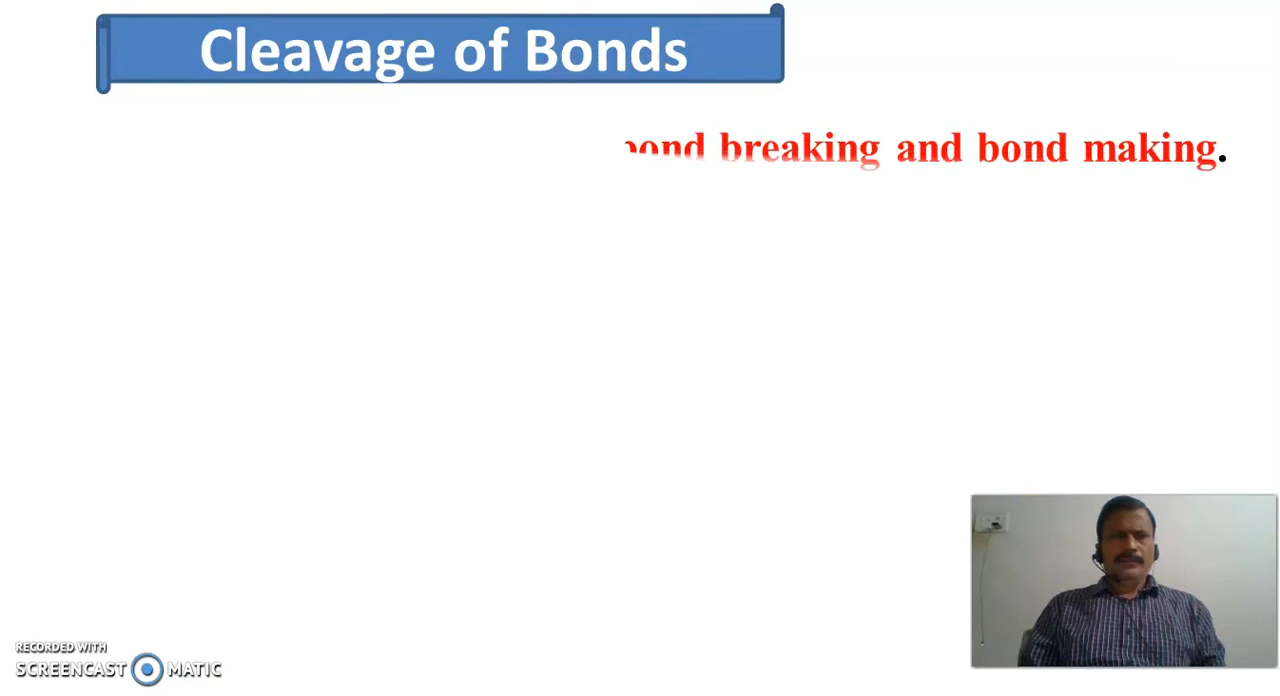 Cleavage of Bonds
bond breaking and bond making.
RECORDED WITH
SCREENCAST MATIC